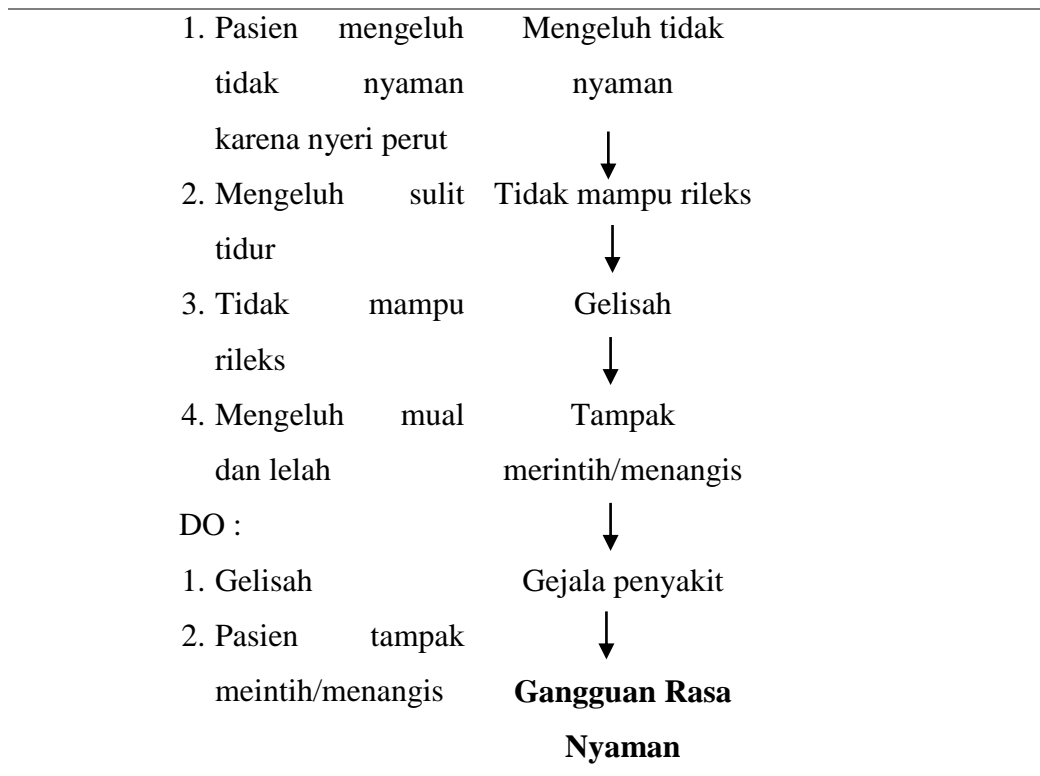 1. Pasien mengeluh
tidak nyaman
karena nyeri perut
2. Mengeluh sulit
tidur
3. Tidak mampu
rileks
4. Mengeluh mual
dan lelah
DO :
1. Gelisah
2. Pasien tampak
meintih/menangis
Mengeluh tidak
nyaman
Tidak mampu rileks
Gelisah
Tampak
merintih/menangis
Gejala penyakit
Gangguan Rasa
Nyaman